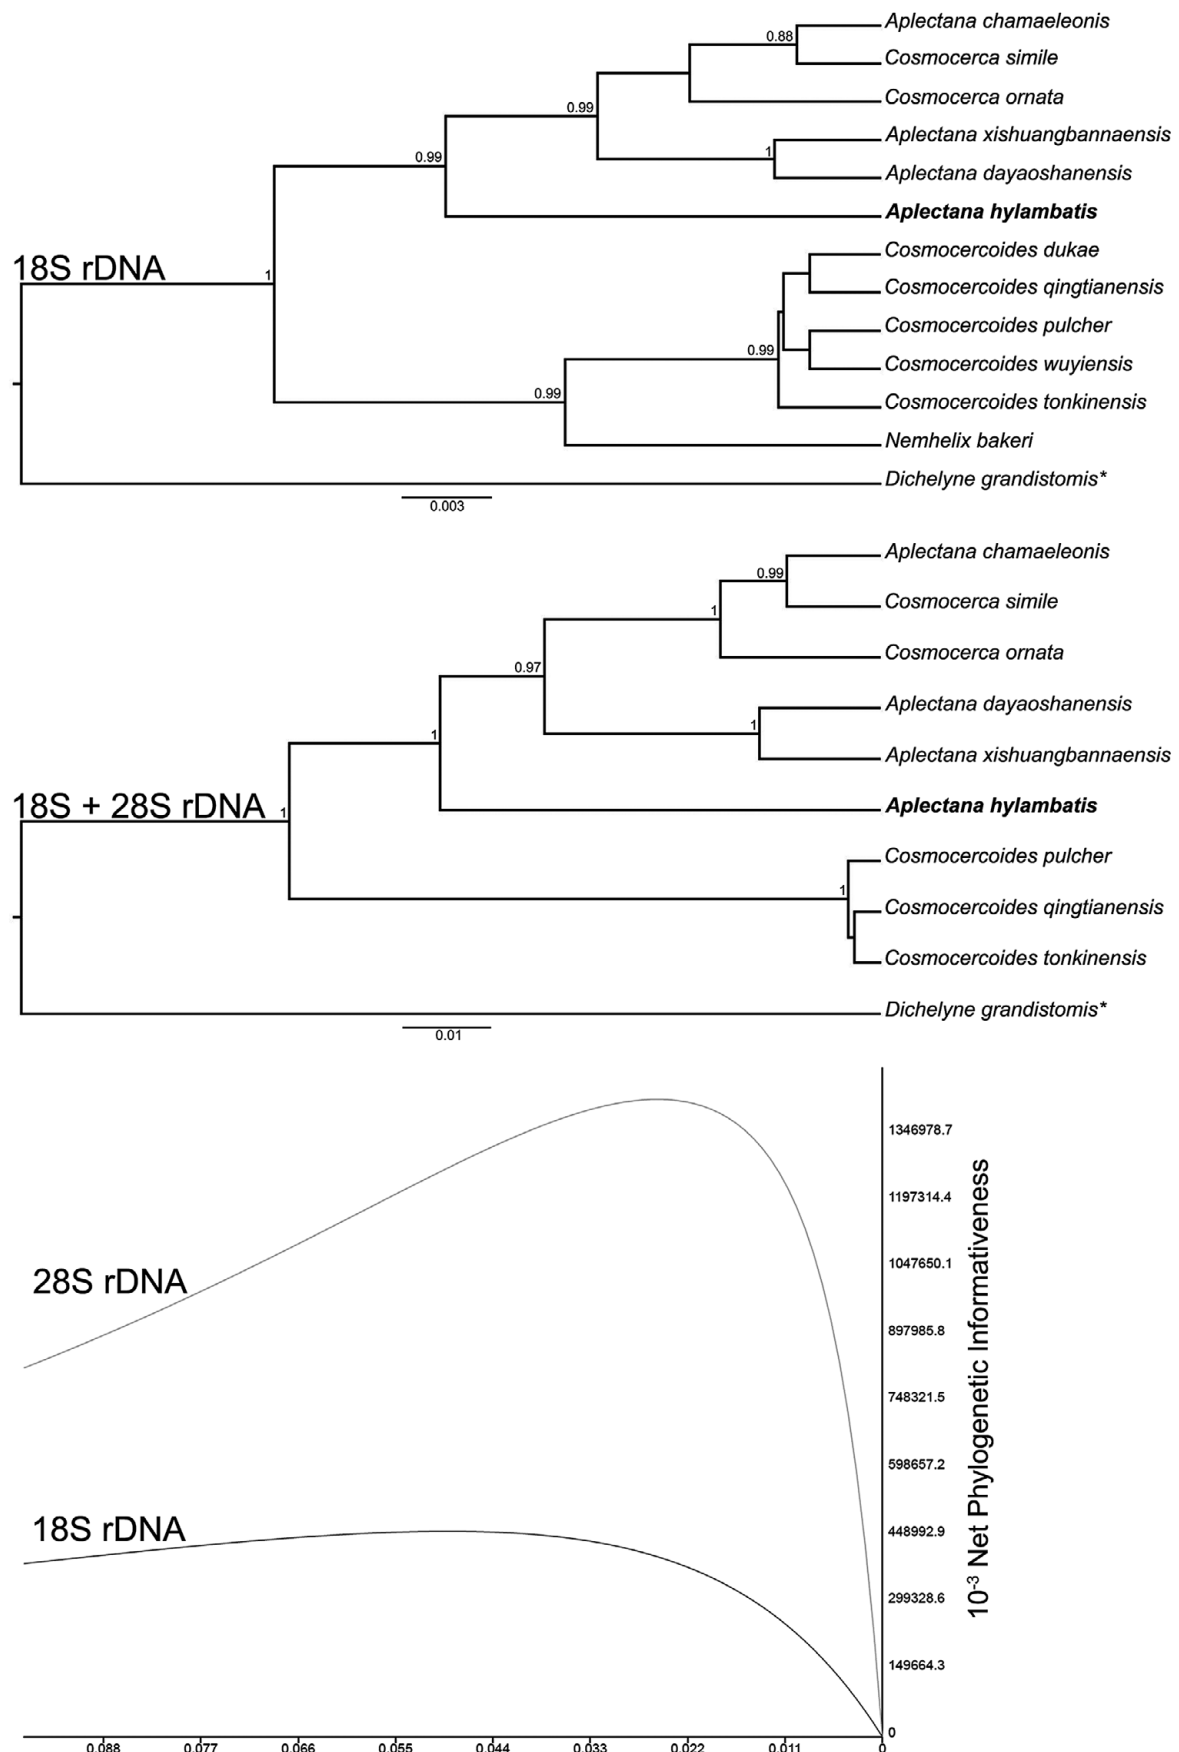 Aplectana chamaeleonis
0.88
Cosmocerca simile
Cosmocerca ornata
0.99
Aplectana xishuangbannaensis
1
0.99
Aplectana dayaoshanensis
Aplectana hylambatis
Cosmocercoides dukae
18S rDNA
1
Cosmocercoides qingtianensis
Cosmocercoides pulcher
0.99
Cosmocercoides wuyiensis
0.99
Cosmocercoides tonkinensis
Nemhelix bakeri
Dichelyne grandistomis*
0.003
Aplectana chamaeleonis
0.99
Cosmocerca simile
1
Cosmocerca ornata
0.97
Aplectana dayaoshanensis
1
1
Aplectana xishuangbannaensis
18S + 28S rDNA
1
Aplectana hylambatis
Cosmocercoides pulcher
1
Cosmocercoides qingtianensis
Cosmocercoides tonkinensis
Dichelyne grandistomis*
0.01
1346978.7
1197314.4
1047650.1
28S rDNA
897985.8
748321.5
598657.2
18S rDNA
448992.9
299328.6
149664.3
0
10-3 Net Phylogenetic Informativeness
0.088 0.077 0.066 0.055 0.044 0.033 0.022 0.011 0